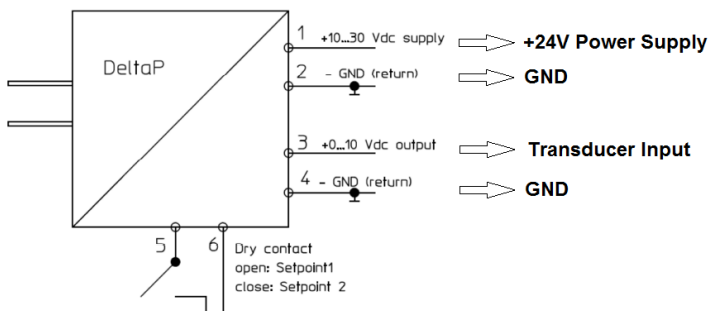 DeltaP
1 +10...30 Vdc supply +24V Power Supply
2 - GND (return) GND
3 +0...10 Vdc output Transducer Input
4 - GND (return) GND
5 6 Dry contact
open: Setpoint1
close: Setpoint 2